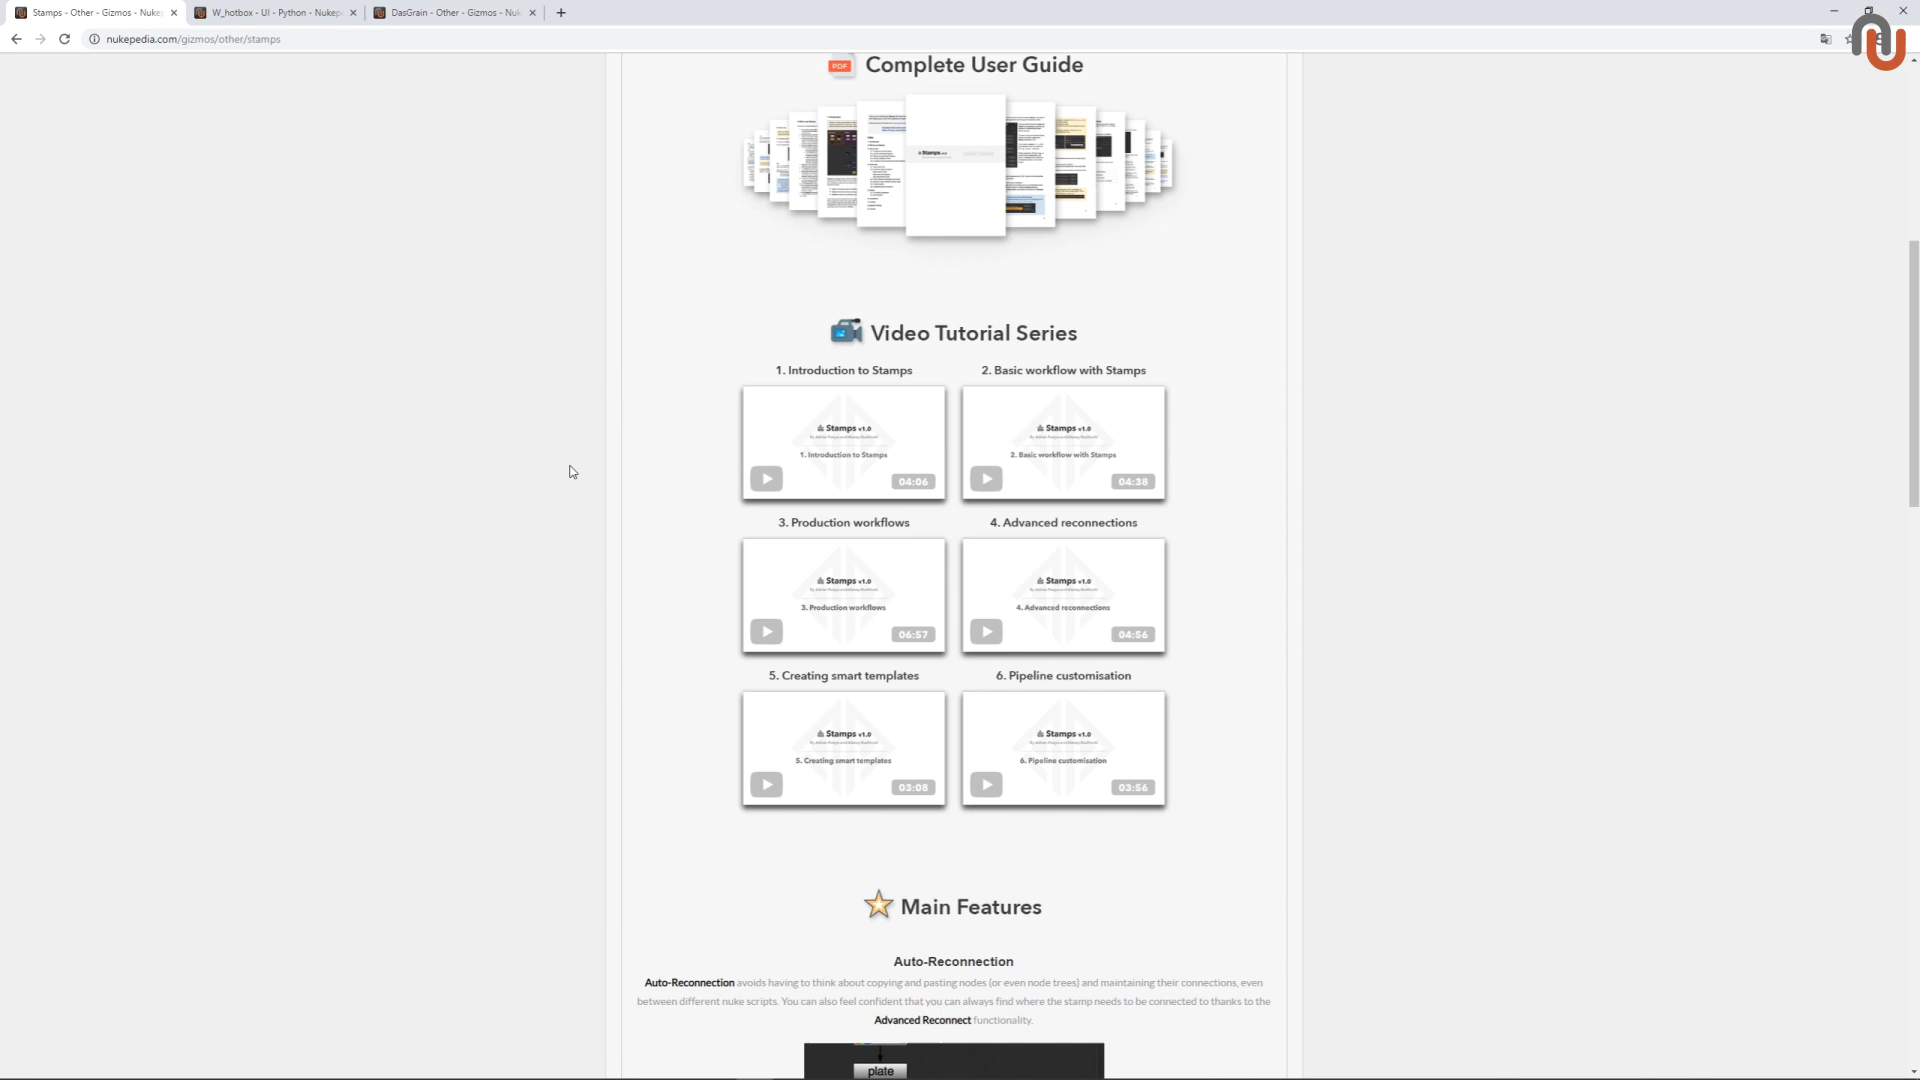 Stamps - Other - Gizmos - Nuke
W_hotbox - UI - Python - Nukep
DasGrain - Other - Gizmos - Nuk
nukepedia.com/gizmos/other/stamps
PDF
Complete User Guide
Stamps v1.0
Video Tutorial Series
1. Introduction to Stamps
2. Basic workflow with Stamps
Stamps v1.0
1. Introduction to Stamps
04:06
Stamps v1.0
2. Basic workflow with Stamps
04:38
3. Production workflows
4. Advanced reconnections
Stamps v1.0
3. Production workflows
06:57
Stamps v1.0
4. Advanced reconnections
04:56
5. Creating smart templates
6. Pipeline customisation
Stamps v1.0
5. Creating smart templates
03:08
Stamps v1.0
6. Pipeline customisation
03:56
Main Features
Auto-Reconnection
Auto-Reconnection avoids having to think about copying and pasting nodes (or even node trees) and maintaining their connections, even
between different nuke scripts. You can also feel confident that you can always find where the stamp needs to be connected to thanks to the
Advanced Reconnect functionality.
plate